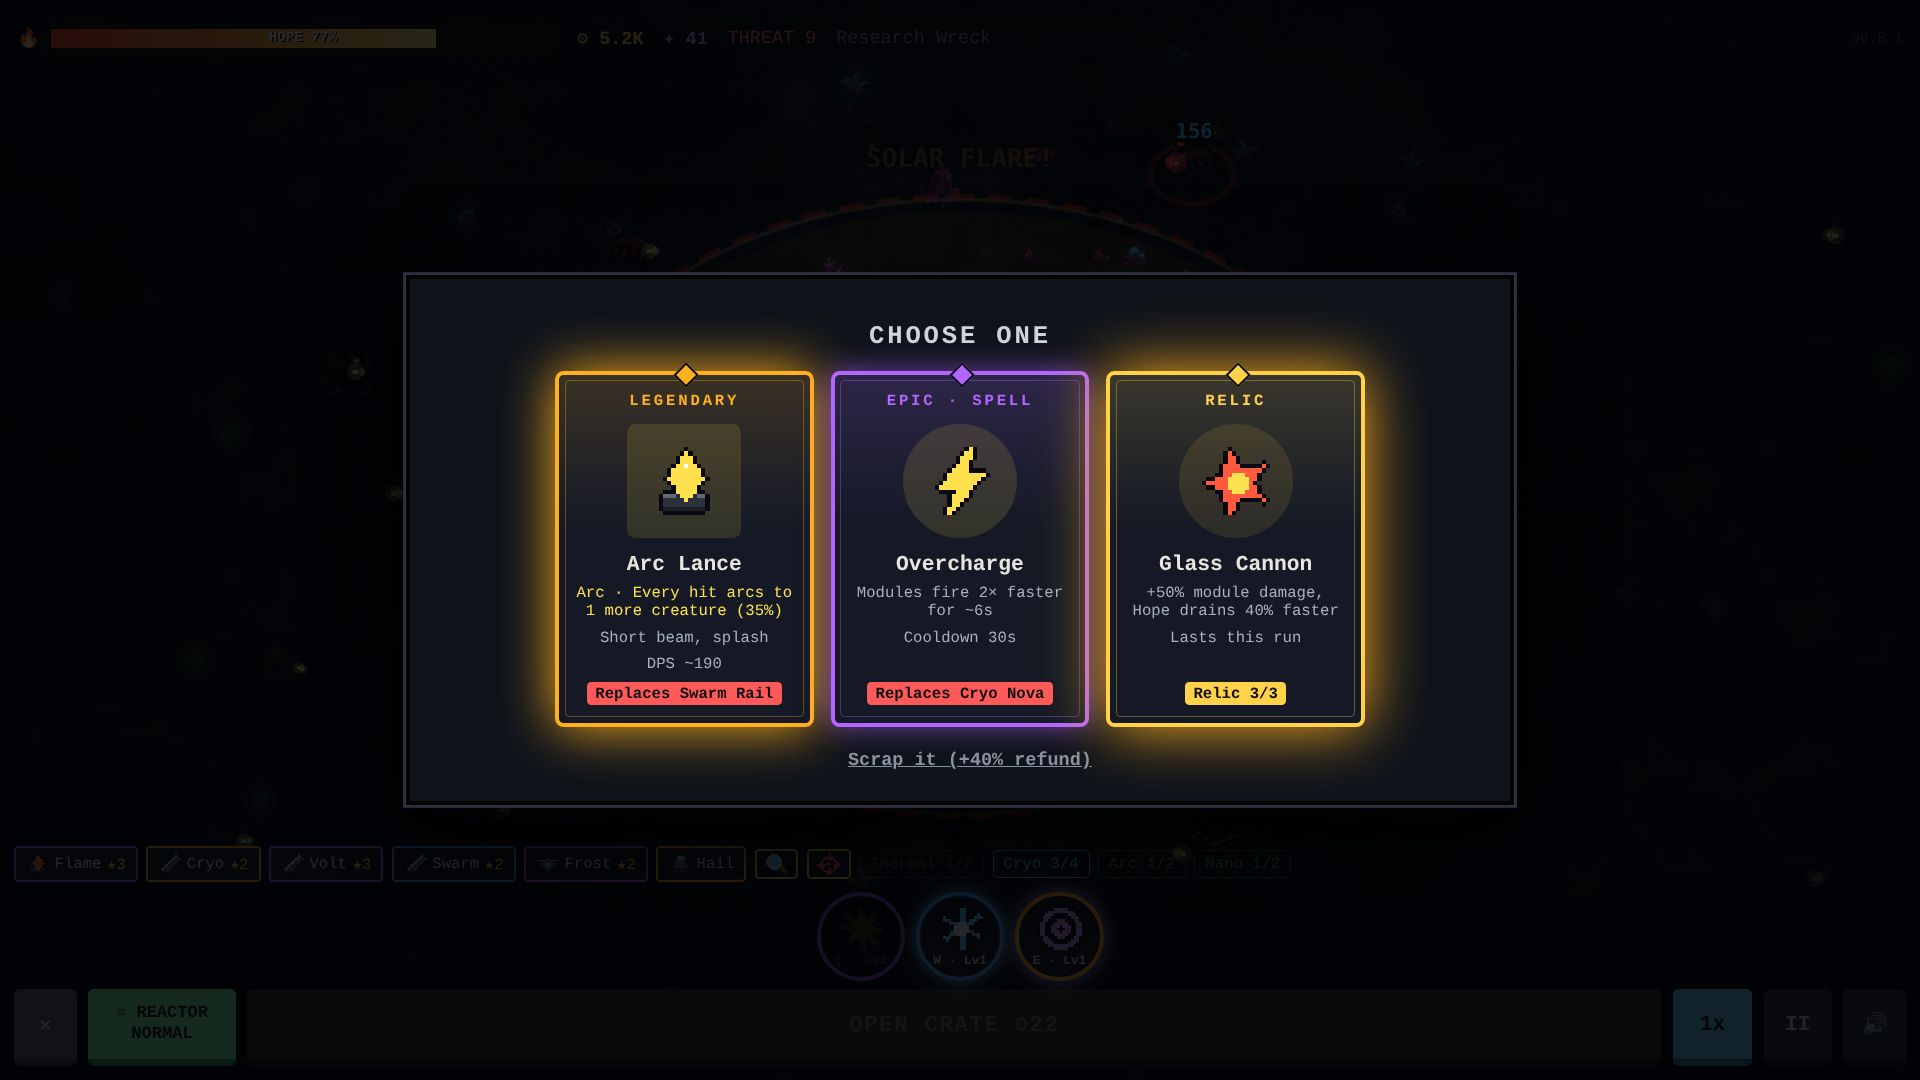 HOPE 77%
⚙ 5.2K ✦ 41 THREAT 9 Research Wreck
v0.8.1
156
SOLAR FLARE!
CHOOSE ONE
LEGENDARY
Arc Lance
Arc · Every hit arcs to
1 more creature (35%)
Short beam, splash
DPS ~190
Replaces Swarm Rail
EPIC · SPELL
Overcharge
Modules fire 2× faster
for ~6s
Cooldown 30s
Replaces Cryo Nova
RELIC
Glass Cannon
+50% module damage,
Hope drains 40% faster
Lasts this run
Relic 3/3
Scrap it (+40% refund)
Flame ★3 Cryo ★2 Volt ★3 Swarm ★2 Frost ★2 Hail Thermal 1/2 Cryo 3/4 Arc 1/2 Nano 1/2
Q · Lv2 W · Lv1 E · Lv1
REACTOR
NORMAL
OPEN CRATE ⚙22
1x
II